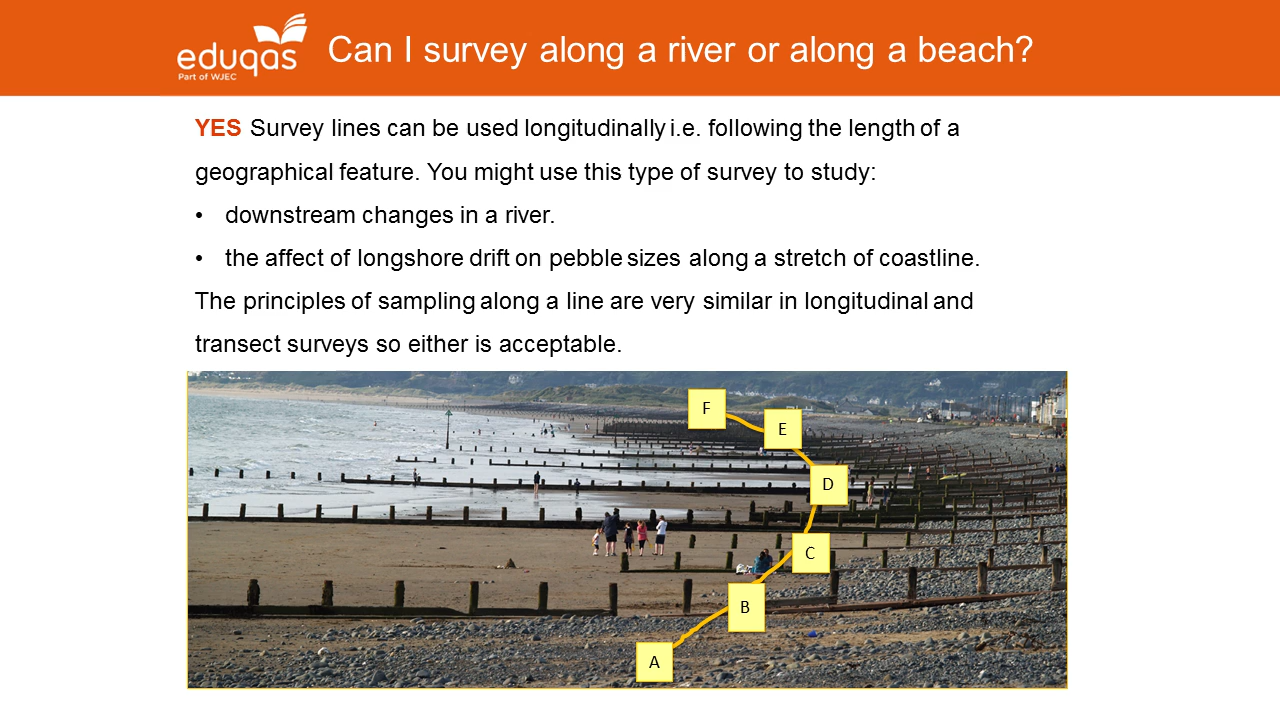 eduqas
Part of WJEC
Can I survey along a river or along a beach?
YES Survey lines can be used longitudinally i.e. following the length of a
geographical feature. You might use this type of survey to study:
• downstream changes in a river.
• the affect of longshore drift on pebble sizes along a stretch of coastline.
The principles of sampling along a line are very similar in longitudinal and
transect surveys so either is acceptable.
F
E
D
C
B
A